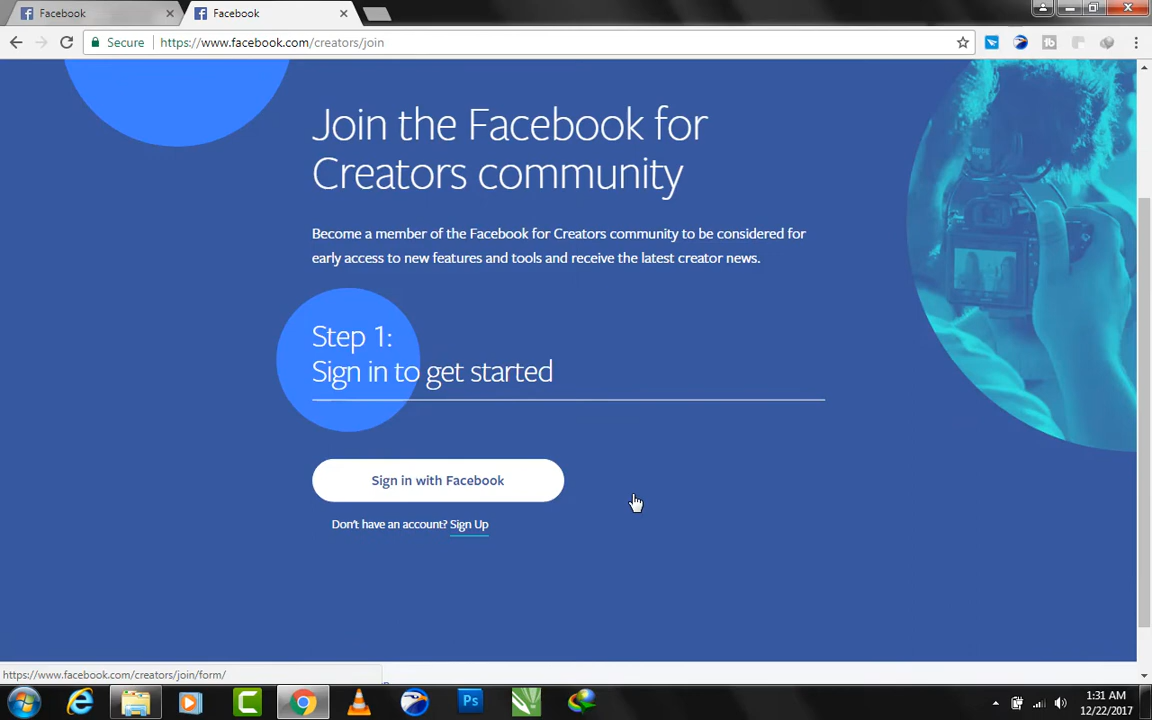 Facebook
Facebook
Secure
https://www.facebook.com/creators/join
Join the Facebook for
Creators community
Become a member of the Facebook for Creators community to be considered for
early access to new features and tools and receive the latest creator news.
Step 1:
Sign in to get started
Sign in with Facebook
Don't have an account? Sign Up
https://www.facebook.com/creators/join/form/
Ps
1:31 AM
12/22/2017